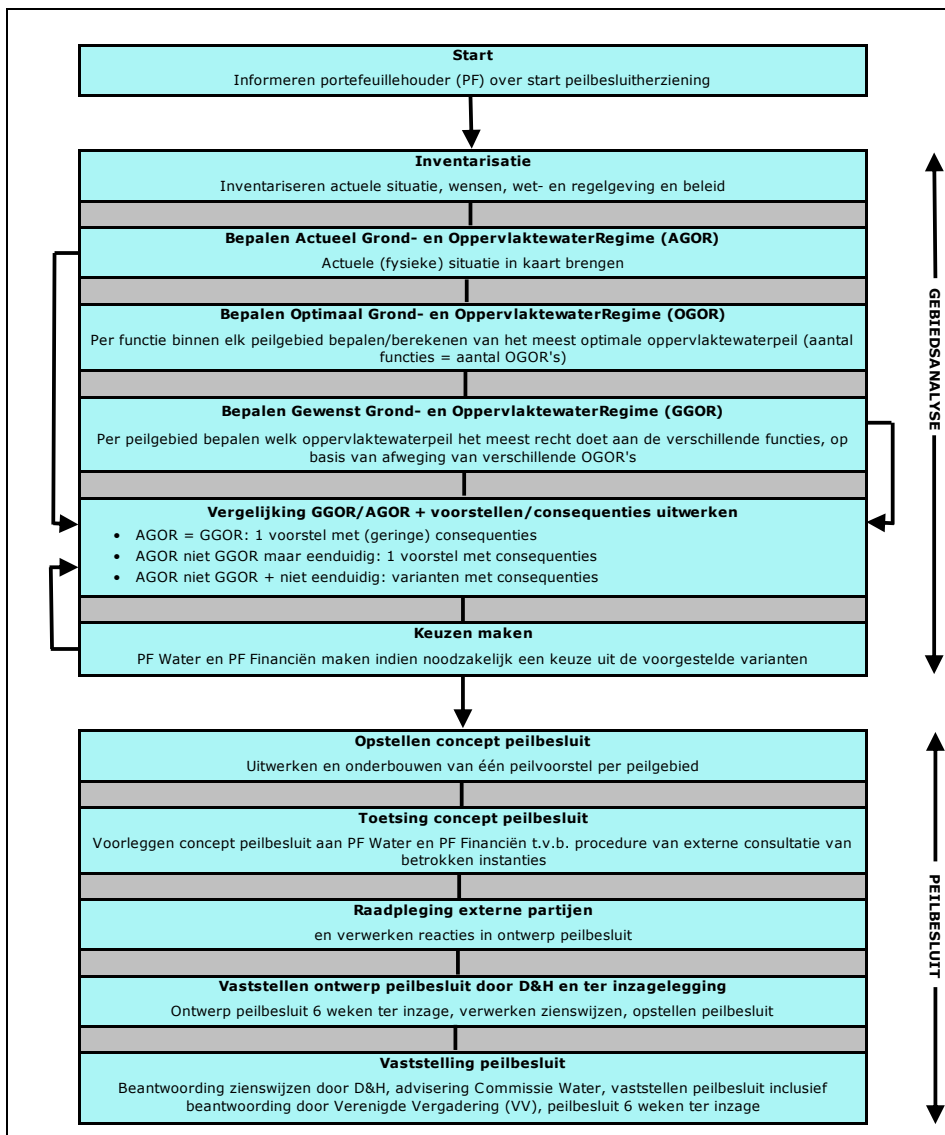 Start
Informeren portefeuillehouder (PF) over start peilbesluitherziening
Inventarisatie
Inventariseren actuele situatie, wensen, wet- en regelgeving en beleid
Bepalen Actueel Grond- en OppervlaktewaterRegime (AGOR)
Actuele (fysieke) situatie in kaart brengen
Bepalen Optimaal Grond- en OppervlaktewaterRegime (OGOR)
Per functie binnen elk peilgebied bepalen/berekenen van het meest optimale oppervlaktewaterpeil (aantal
functies = aantal OGOR's)
Bepalen Gewenst Grond- en OppervlaktewaterRegime (GGOR)
Per peilgebied bepalen welk oppervlaktewaterpeil het meest recht doet aan de verschillende functies, op
basis van afweging van verschillende OGOR's
Vergelijking GGOR/AGOR + voorstellen/consequenties uitwerken
• AGOR = GGOR: 1 voorstel met (geringe) consequenties
• AGOR niet GGOR maar eenduidig: 1 voorstel met consequenties
• AGOR niet GGOR + niet eenduidig: varianten met consequenties
Keuzen maken
PF Water en PF Financiën maken indien noodzakelijk een keuze uit de voorgestelde varianten
GEBIEDSANALYSE
Opstellen concept peilbesluit
Uitwerken en onderbouwen van één peilvoorstel per peilgebied
Toetsing concept peilbesluit
Voorleggen concept peilbesluit aan PF Water en PF Financiën t.v.b. procedure van externe consultatie van
betrokken instanties
Raadpleging externe partijen
en verwerken reacties in ontwerp peilbesluit
Vaststellen ontwerp peilbesluit door D&H en ter inzagelegging
Ontwerp peilbesluit 6 weken ter inzage, verwerken zienswijzen, opstellen peilbesluit
Vaststelling peilbesluit
Beantwoording zienswijzen door D&H, advisering Commissie Water, vaststellen peilbesluit inclusief
beantwoording door Verenigde Vergadering (VV), peilbesluit 6 weken ter inzage
PEILBESLUIT